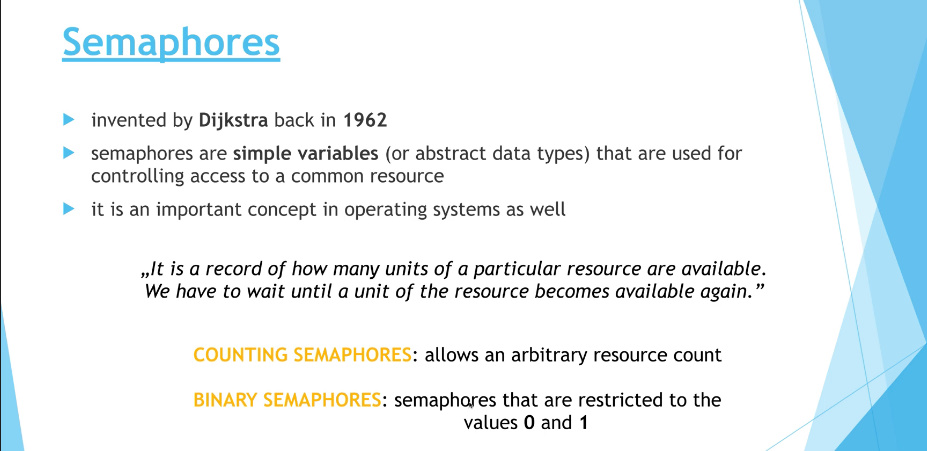 Semaphores
invented by Dijkstra back in 1962
semaphores are simple variables (or abstract data types) that are used for
controlling access to a common resource
it is an important concept in operating systems as well
„It is a record of how many units of a particular resource are available.
We have to wait until a unit of the resource becomes available again.”
COUNTING SEMAPHORES: allows an arbitrary resource count
BINARY SEMAPHORES: semaphores that are restricted to the
values 0 and 1